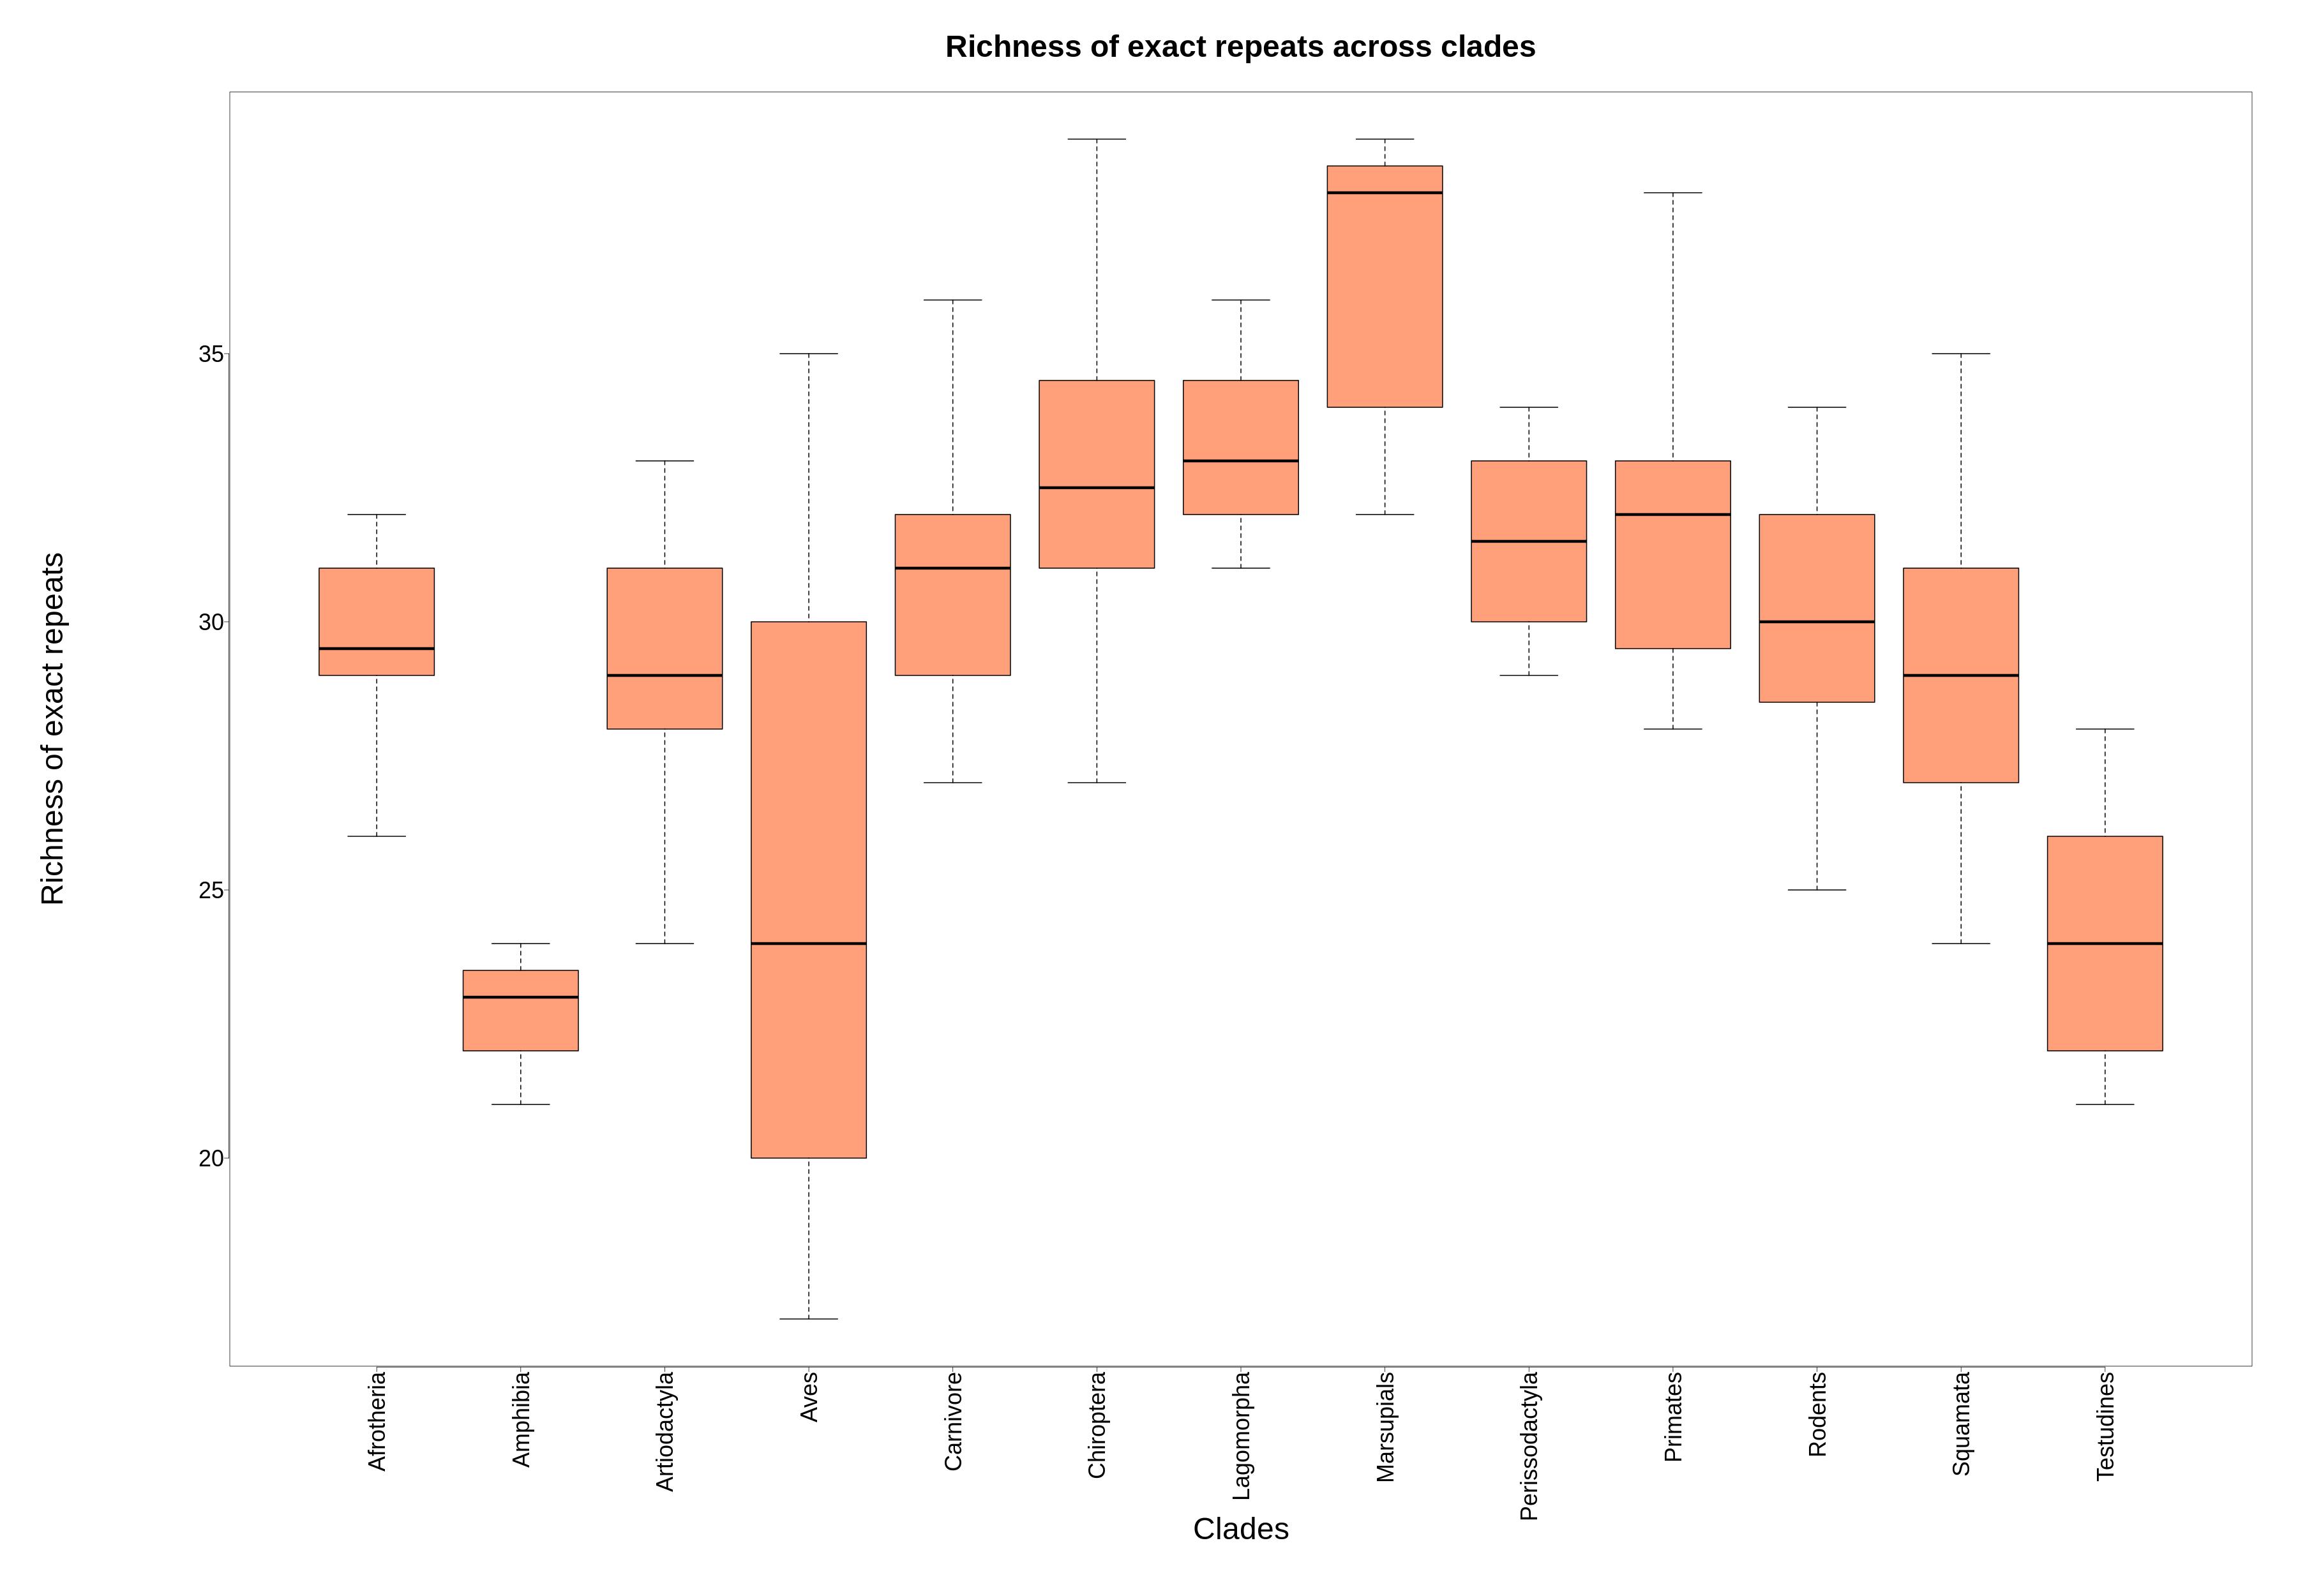 Richness of exact repeats across clades
Richness of exact repeats
35
30
25
20
Afrotheria
Amphibia
Artiodactyla
Aves
Carnivore
Chiroptera
Lagomorpha
Marsupials
Perissodactyla
Primates
Rodents
Squamata
Testudines
Clades